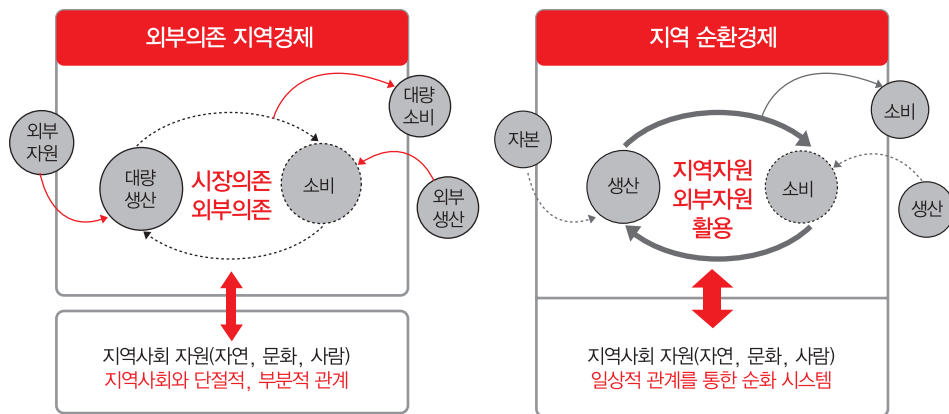 외부의존 지역경제
외부
자원
대량
생산
시장의존
외부의존
소비
대량
소비
외부
생산
지역사회 자원(자연, 문화, 사람)
지역사회와 단절적, 부분적 관계
지역 순환경제
자본
생산
지역자원
외부자원
활용
소비
소비
생산
지역사회 자원(자연, 문화, 사람)
일상적 관계를 통한 순화 시스템